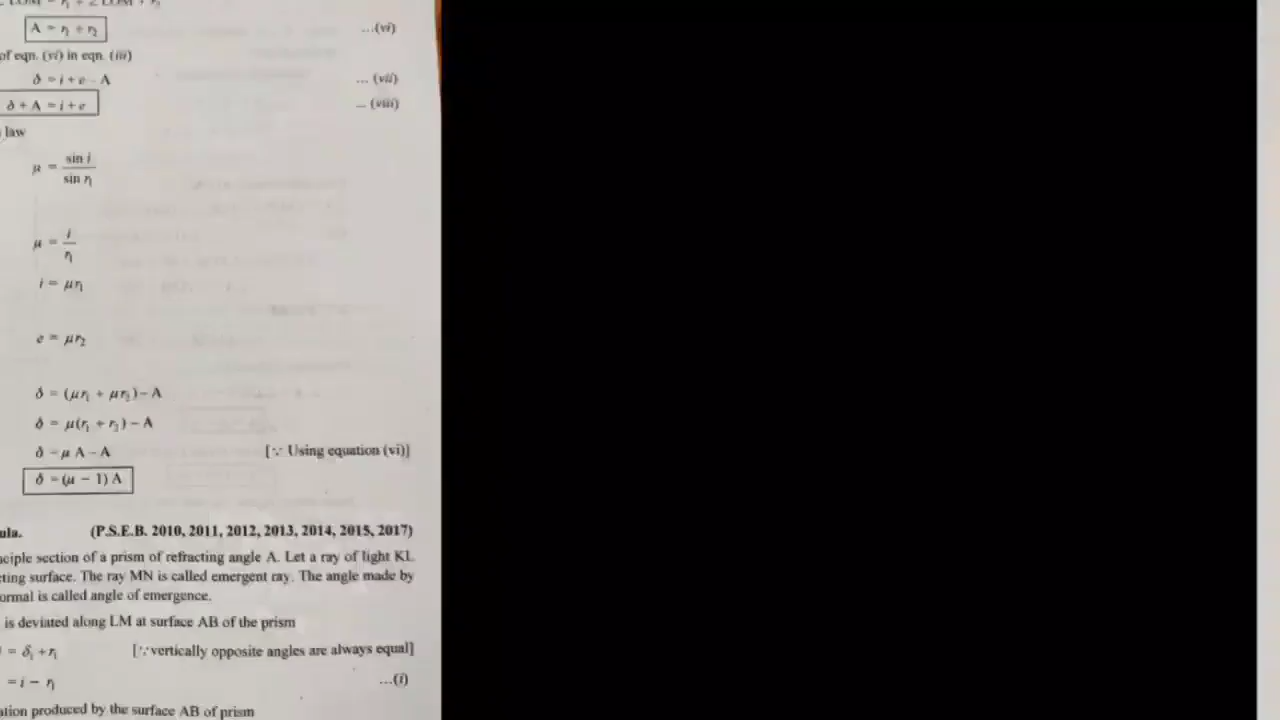 A = r₁ + r₂ ...(vi)
of eqn. (vi) in eqn. (iii)
δ = i + e - A ... (vii)
δ + A = i + e ... (viii)
law
μ = sin i / sin r₁
μ = i / r₁
i = μr₁
e = μr₂
δ = (μr₁ + μr₂) – A
δ = μ(r₁ + r₂) – A
δ = μ A – A [∵ Using equation (vi)]
δ = (μ – 1) A
ula. (P.S.E.B. 2010, 2011, 2012, 2013, 2014, 2015, 2017)
nciple section of a prism of refracting angle A. Let a ray of light KL
cting surface. The ray MN is called emergent ray. The angle made by
ormal is called angle of emergence.
is deviated along LM at surface AB of the prism
= δ₁ + r₁ [∵ vertically opposite angles are always equal]
= i – r₁ ...(i)
ation produced by the surface AB of prism